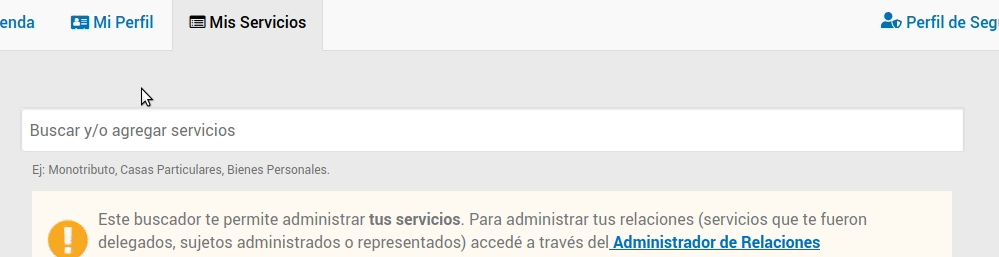 enda Mi Perfil Mis Servicios Perfil de Seg
Buscar y/o agregar servicios
Ej: Monotributo, Casas Particulares, Bienes Personales.
Este buscador te permite administrar tus servicios. Para administrar tus relaciones (servicios que te fueron
delegados, sujetos administrados o representados) accedé a través del Administrador de Relaciones